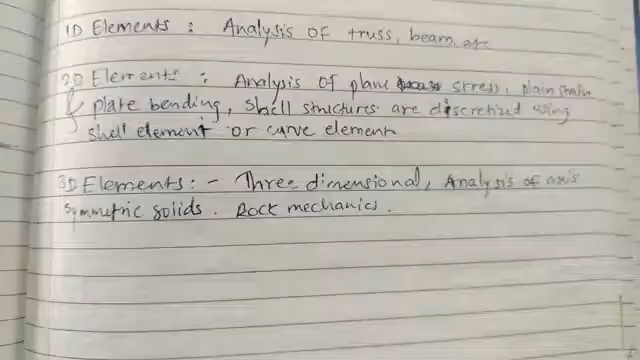 1D Elements : Analysis of truss, beam, etc
2D Elements : Analysis of plane stress, plain strain
plate bending, Shell structures are discretized using
shell element or curve element
3D Elements : - Three dimensional, Analysis of axis
symmetric solids. Rock mechanics.